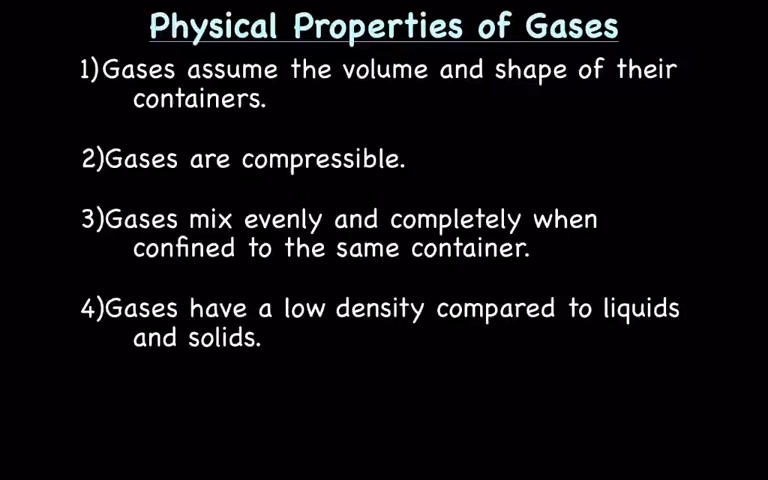 Physical Properties of Gases
1)Gases assume the volume and shape of their
containers.
2)Gases are compressible.
3)Gases mix evenly and completely when
confined to the same container.
4)Gases have a low density compared to liquids
and solids.